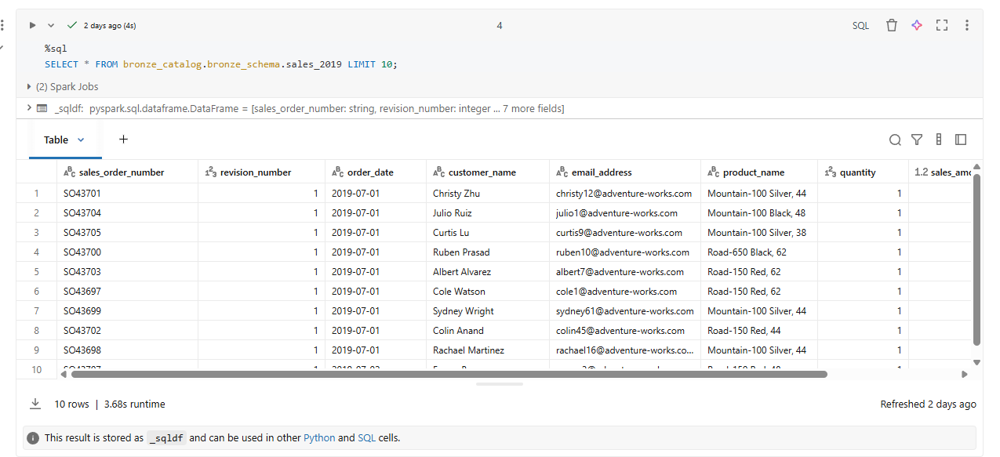 2 days ago (4s)
4
SQL
%sql
SELECT * FROM bronze_catalog.bronze_schema.sales_2019 LIMIT 10;
(2) Spark Jobs
_sqldf: pyspark.sql.dataframe.DataFrame = [sales_order_number: string, revision_number: integer ... 7 more fields]
Table
+
ABC sales_order_number 123 revision_number ABC order_date ABC customer_name ABC email_address ABC product_name 123 quantity 1.2 sales_amo
1 SO43701 1 2019-07-01 Christy Zhu christy12@adventure-works.com Mountain-100 Silver, 44 1
2 SO43704 1 2019-07-01 Julio Ruiz julio1@adventure-works.com Mountain-100 Black, 48 1
3 SO43705 1 2019-07-01 Curtis Lu curtis9@adventure-works.com Mountain-100 Silver, 38 1
4 SO43700 1 2019-07-01 Ruben Prasad ruben10@adventure-works.com Road-650 Black, 62 1
5 SO43703 1 2019-07-01 Albert Alvarez albert7@adventure-works.com Road-150 Red, 62 1
6 SO43697 1 2019-07-01 Cole Watson cole1@adventure-works.com Road-150 Red, 62 1
7 SO43699 1 2019-07-01 Sydney Wright sydney61@adventure-works.com Mountain-100 Silver, 44 1
8 SO43702 1 2019-07-01 Colin Anand colin45@adventure-works.com Road-150 Red, 44 1
9 SO43698 1 2019-07-01 Rachael Martinez rachael16@adventure-works.co... Mountain-100 Silver, 44 1
10
10 rows | 3.68s runtime
Refreshed 2 days ago
This result is stored as _sqldf and can be used in other Python and SQL cells.